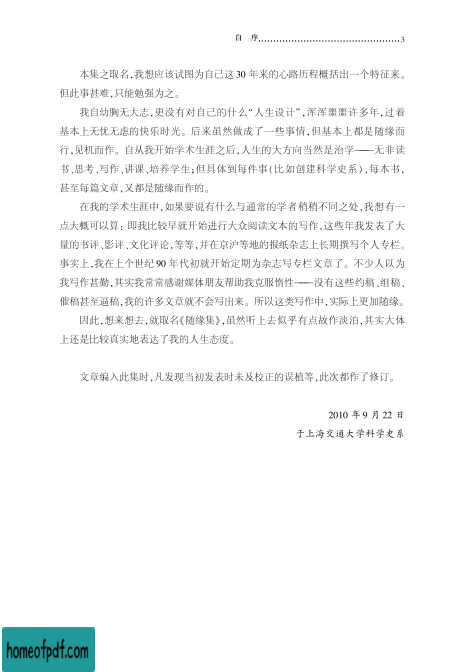 自　序………………………………………3
本集之取名,我想应该试图为自己这 30 年来的心路历程概括出一个特征来。
但此事甚难,只能勉强为之。
我自幼胸无大志,更没有对自己的什么“人生设计”,浑浑噩噩许多年,过着
基本上无忧无虑的快乐时光。后来虽然做成了一些事情,但基本上都是随缘而
行,见机而作。自从我开始学术生涯之后,人生的大方向当然是治学——无非读
书、思考、写作、讲课、培养学生;但具体到每件事(比如创建科学史系),每本书,
甚至每篇文章,又都是随缘而作的。
在我的学术生涯中,如果要说有什么与通常的学者稍稍不同之处,我想有一
点大概可以算：即我比较早就开始进行大众阅读文本的写作,这些年我发表了大
量的书评、影评、文化评论,等等,并在京沪等地的报纸杂志上长期撰写个人专栏。
事实上,我在上个世纪 90 年代初就开始定期为杂志写专栏文章了。不少人以为
我写作甚勤,其实我常常感谢媒体朋友帮助我克服惰性——没有这些约稿、组稿、
催稿甚至逼稿,我的许多文章就不会写出来。所以这类写作中,实际上更加随缘。
因此,想来想去,就取名《随缘集》,虽然听上去似乎有点故作淡泊,其实大体
上还是比较真实地表达了我的人生态度。
文章编入此集时,凡发现当初发表时未及校正的误植等,此次都作了修订。
2010 年 9 月 22 日
于上海交通大学科学史系
homeofpdf.com